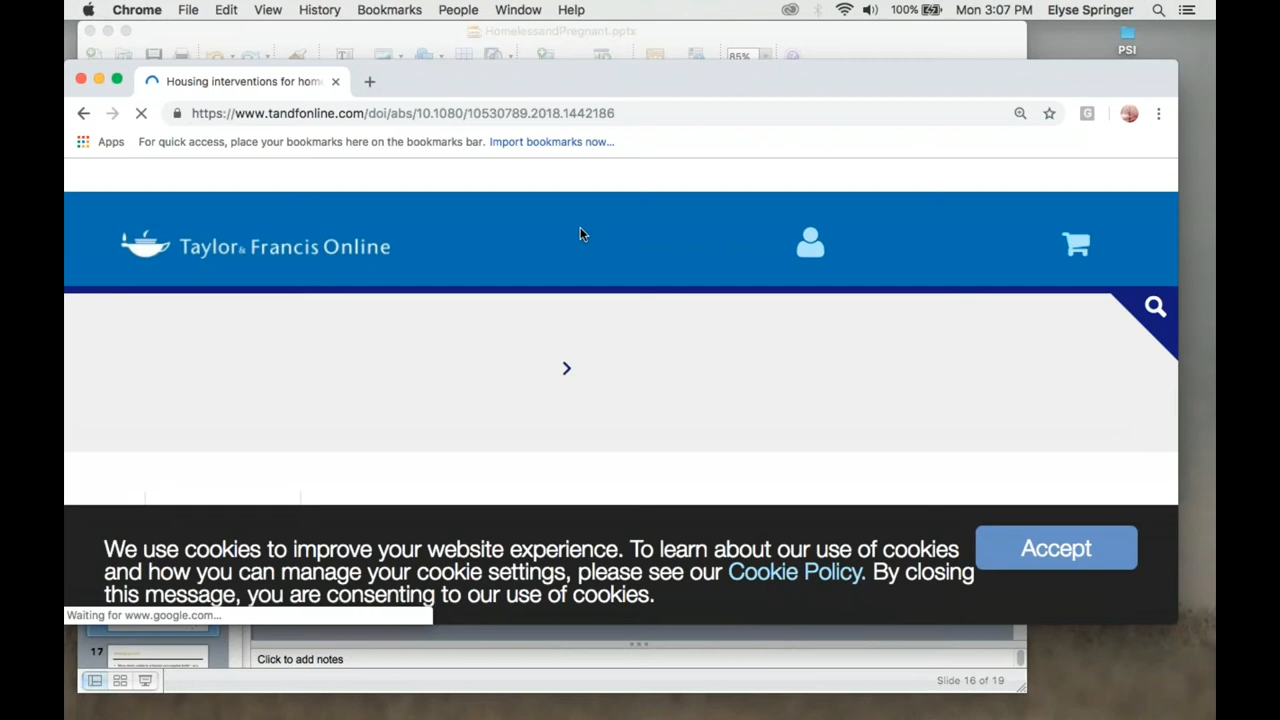 Chrome File Edit View History Bookmarks People Window Help 100% Mon 3:07 PM Elyse Springer
HomelessandPregnant.pptx
PSI
85%
Housing interventions for hom
https://www.tandfonline.com/doi/abs/10.1080/10530789.2018.1442186
G
Apps For quick access, place your bookmarks here on the bookmarks bar. Import bookmarks now...
Taylor & Francis Online
We use cookies to improve your website experience. To learn about our use of cookies
and how you can manage your cookie settings, please see our Cookie Policy. By closing
this message, you are consenting to our use of cookies.
Accept
Waiting for www.google.com...
17
Click to add notes
Slide 16 of 19